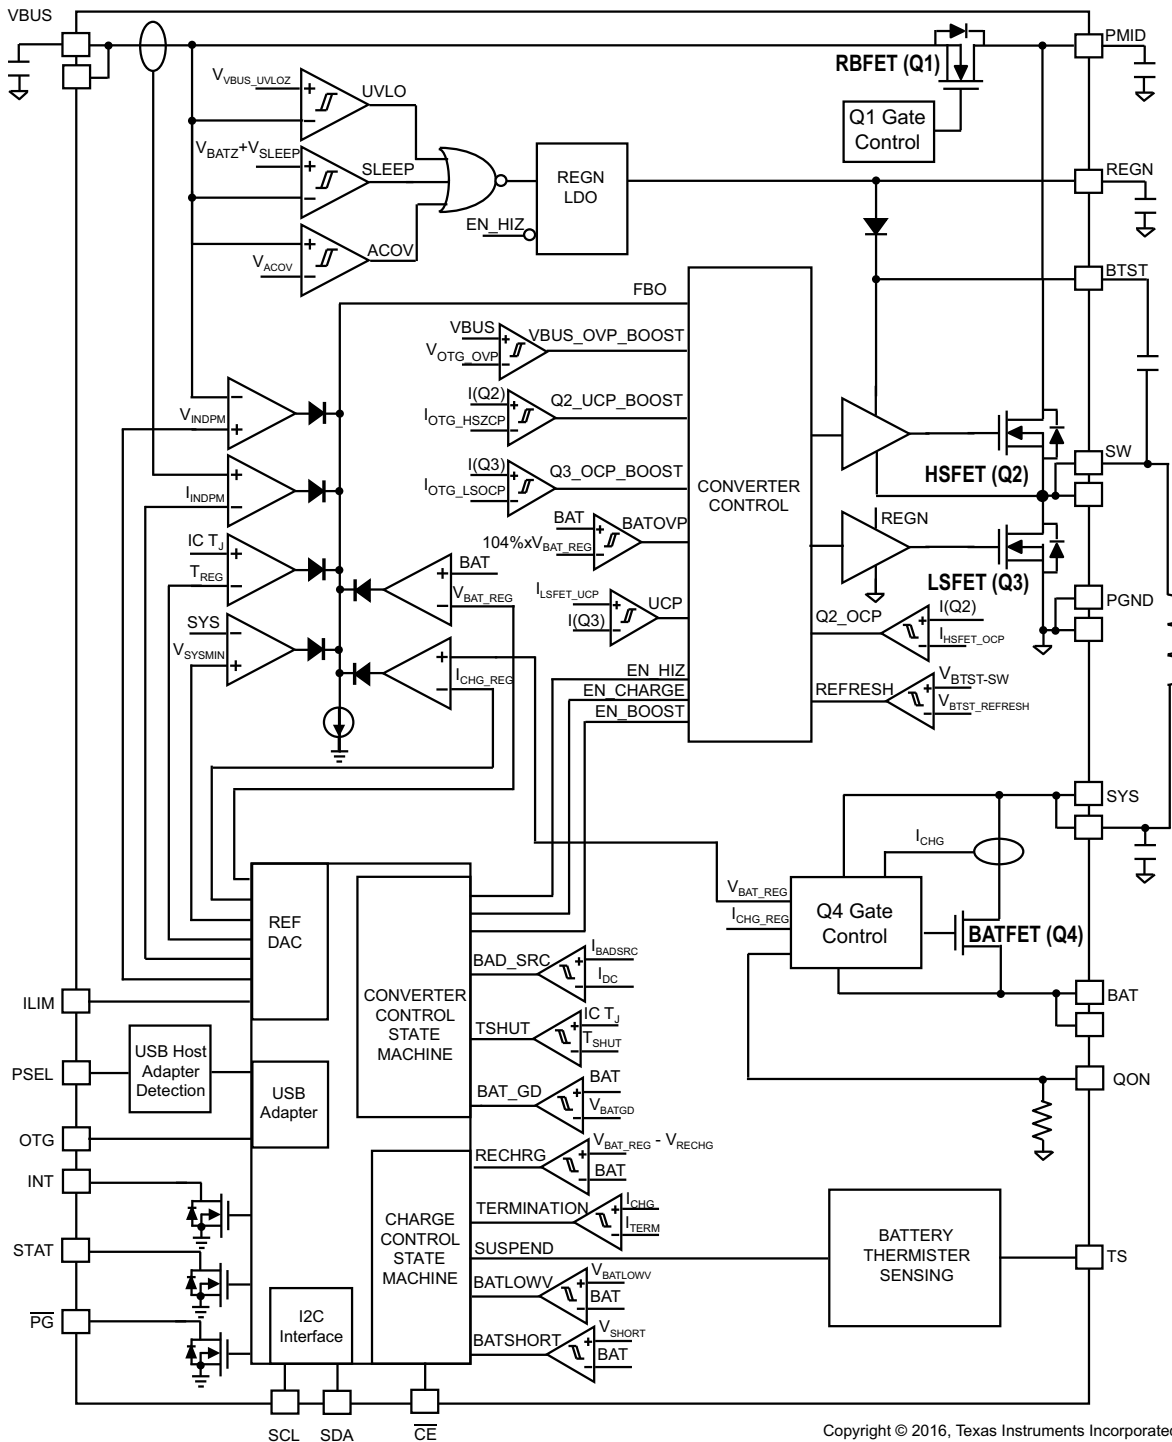 VBUS
PMID
RBFET (Q1)
V_VBUS_UVLOZ
UVLO
Q1 Gate
Control
V_BATZ+V_SLEEP
SLEEP
REGN
LDO
REGN
EN_HIZ
ACOV
V_ACOV
BTST
FBO
VBUS
V_OTG_OVP
VBUS_OVP_BOOST
I(Q2)
I_OTG_HSZCP
Q2_UCP_BOOST
V_INDPM
SW
HSFET (Q2)
I(Q3)
I_OTG_LSOCP
Q3_OCP_BOOST
I_INDPM
CONVERTER
CONTROL
BAT
104%xV_BAT_REG
BATOVP
REGN
IC T_J
T_REG
BAT
V_BAT_REG
LSFET (Q3)
I_LSFET_UCP
I(Q3)
UCP
PGND
Q2_OCP
I(Q2)
I_HSFET_OCP
SYS
V_SYSMIN
I_CHG_REG
EN_HIZ
EN_CHARGE
EN_BOOST
REFRESH
V_BTST-SW
V_BTST_REFRESH
SYS
I_CHG
V_BAT_REG
I_CHG_REG
Q4 Gate
Control
BATFET (Q4)
REF
DAC
BAD_SRC
I_BADSRC
I_DC
BAT
ILIM
CONVERTER
CONTROL
STATE
MACHINE
TSHUT
IC T_J
T_SHUT
USB Host
Adapter
Detection
PSEL
USB
Adapter
BAT_GD
BAT
V_BATGD
QON
OTG
RECHRG
V_BAT_REG - V_RECHG
BAT
INT
TERMINATION
I_CHG
I_TERM
CHARGE
CONTROL
STATE
MACHINE
SUSPEND
BATTERY
THERMISTER
SENSING
TS
STAT
BATLOWV
V_BATLOWV
BAT
I2C
Interface
PG
BATSHORT
V_SHORT
BAT
SCL
SDA
CE
Copyright © 2016, Texas Instruments Incorporated